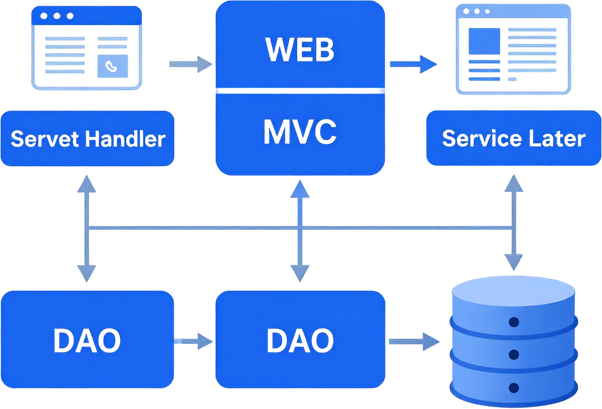 WEB
MVC
Servet Handler
Service Later
DAO
DAO